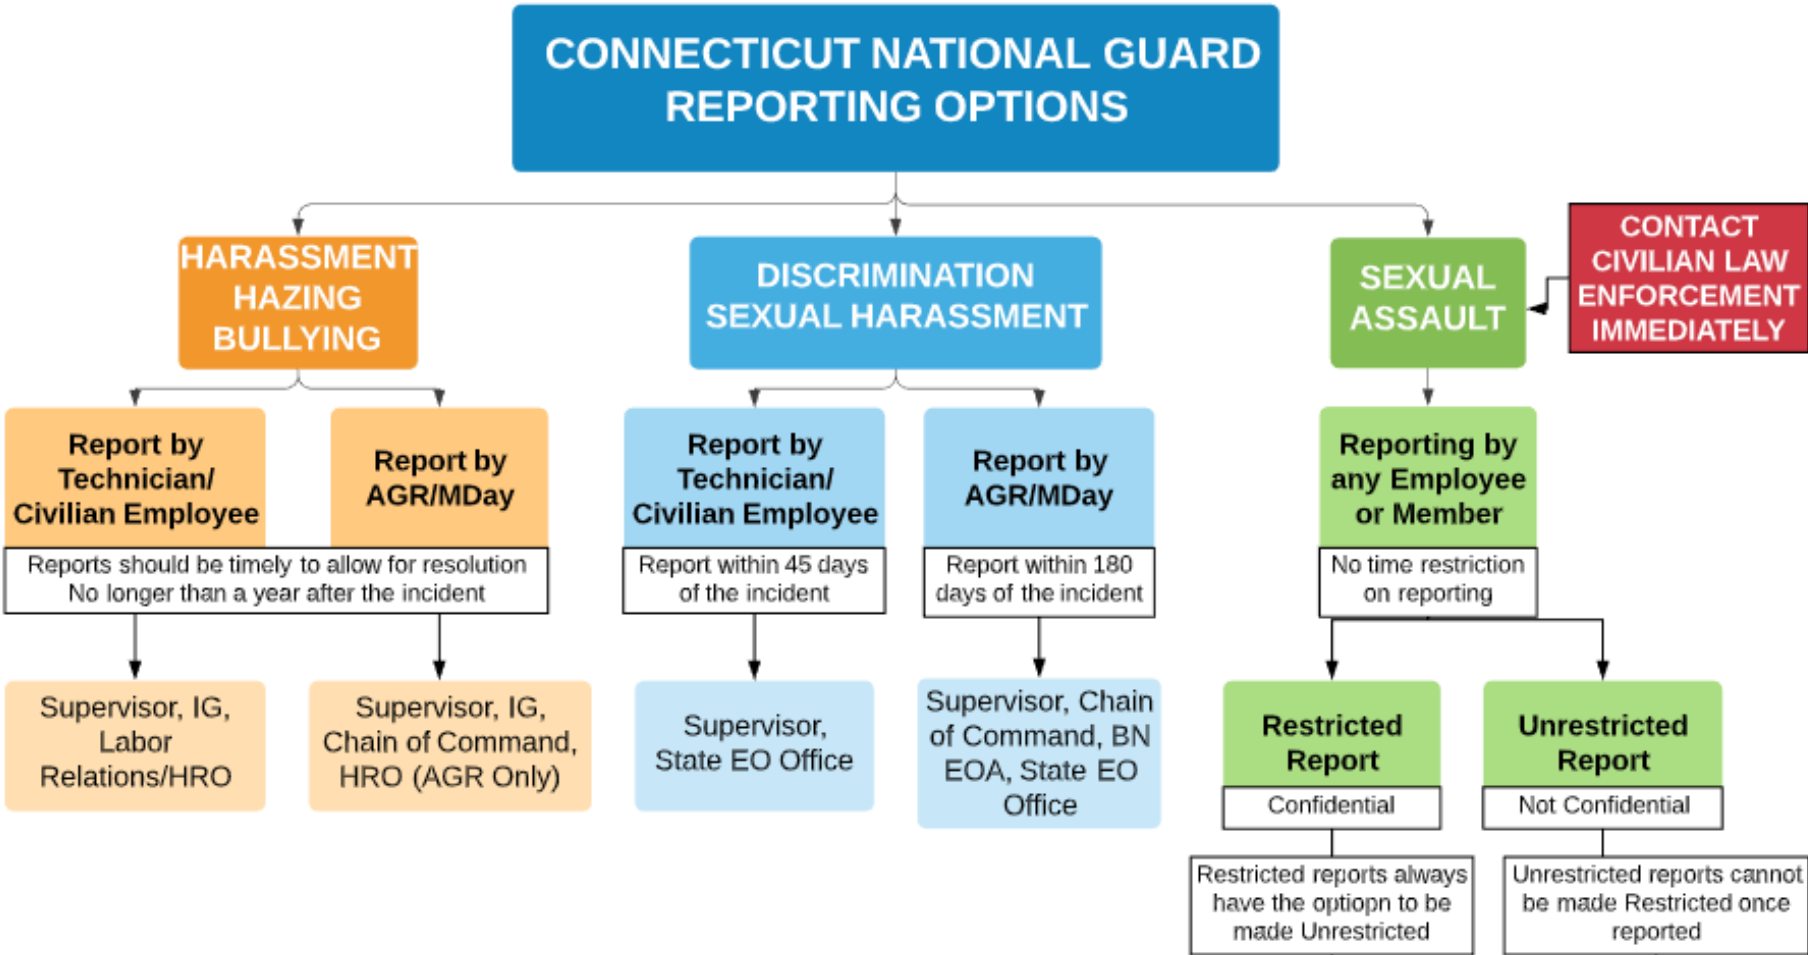 CONNECTICUT NATIONAL GUARD
REPORTING OPTIONS
HARASSMENT
HAZING
BULLYING
DISCRIMINATION
SEXUAL HARASSMENT
SEXUAL
ASSAULT
CONTACT
CIVILIAN LAW
ENFORCEMENT
IMMEDIATELY
Report by
Technician/
Civilian Employee
Report by
AGR/MDay
Reports should be timely to allow for resolution
No longer than a year after the incident
Supervisor, IG,
Labor
Relations/HRO
Supervisor, IG,
Chain of Command,
HRO (AGR Only)
Report by
Technician/
Civilian Employee
Report within 45 days
of the incident
Supervisor,
State EO Office
Report by
AGR/MDay
Report within 180
days of the incident
Supervisor, Chain
of Command, BN
EOA, State EO
Office
Reporting by
any Employee
or Member
No time restriction
on reporting
Restricted
Report
Confidential
Restricted reports always
have the optiopn to be
made Unrestricted
Unrestricted
Report
Not Confidential
Unrestricted reports cannot
be made Restricted once
reported